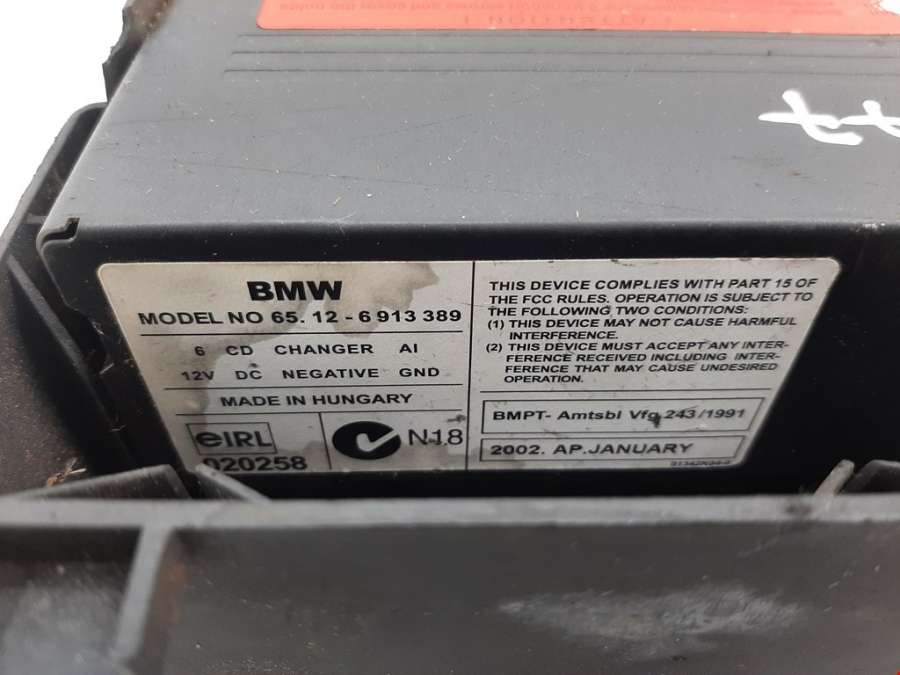 BMW
MODEL NO 65. 12 - 6 913 389
6 CD CHANGER AI
12V DC NEGATIVE GND
MADE IN HUNGARY
eIRL
020258
N-18
THIS DEVICE COMPLIES WITH PART 15 OF
THE FCC RULES. OPERATION IS SUBJECT TO
THE FOLLOWING TWO CONDITIONS:
(1) THIS DEVICE MAY NOT CAUSE HARMFUL
INTERFERENCE.
(2) THIS DEVICE MUST ACCEPT ANY INTER-
FERENCE RECEIVED INCLUDING INTER-
FERENCE THAT MAY CAUSE UNDESIRED
OPERATION.
BMPT- Amtsbl Vfg 243/1991
2002. AP.JANUARY